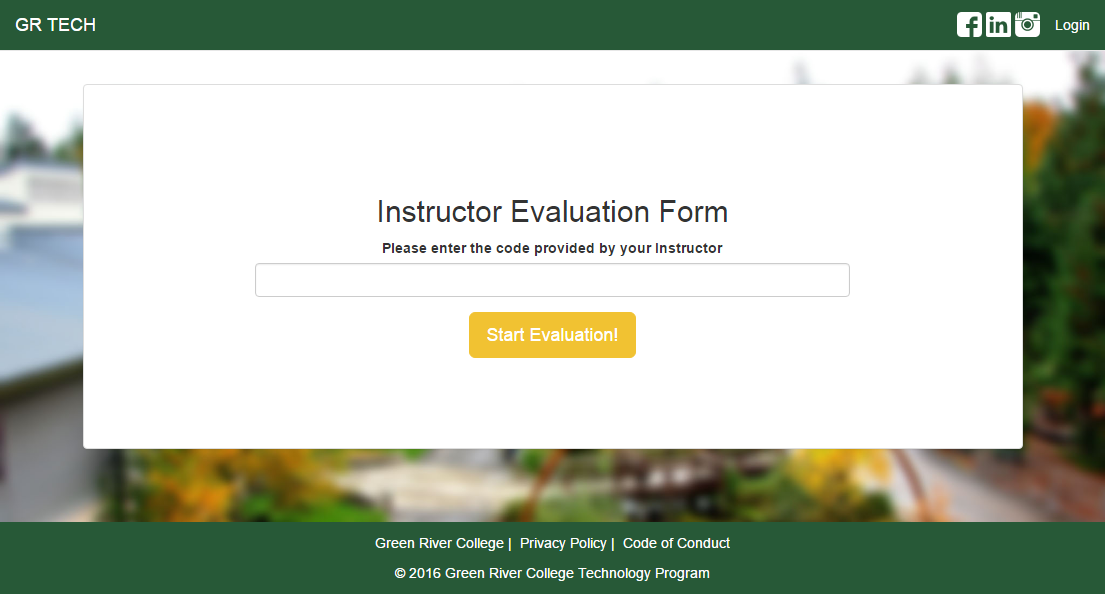 GR TECH
Login
Instructor Evaluation Form
Please enter the code provided by your Instructor
Start Evaluation!
Green River College | Privacy Policy | Code of Conduct
© 2016 Green River College Technology Program